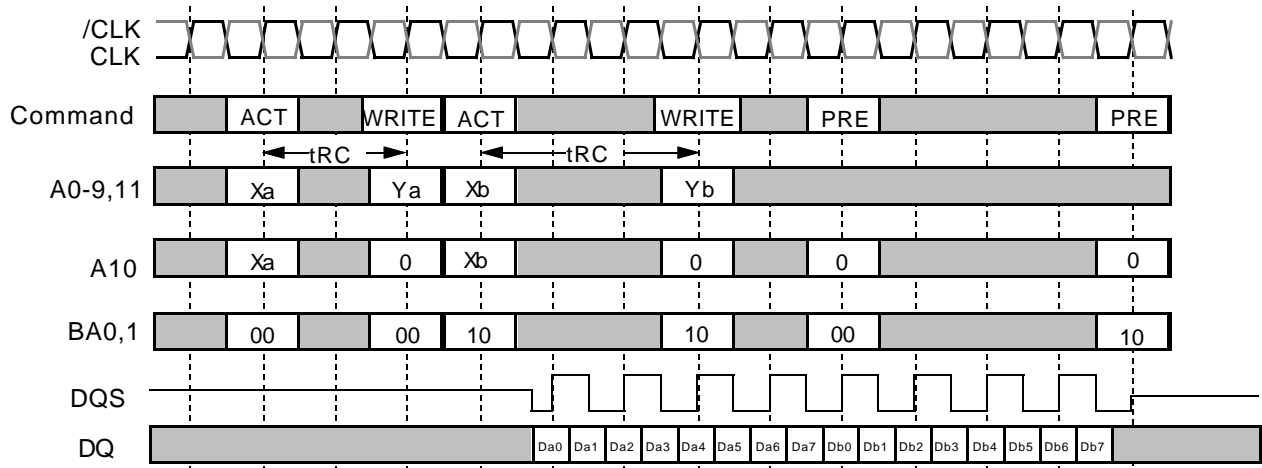 /CLK
CLK
Command ACT WRITE ACT WRITE PRE PRE
tRC tRC
A0-9,11 Xa Ya Xb Yb
A10 Xa 0 Xb 0 0 0
BA0,1 00 00 10 10 00 10
DQS
DQ Da0 Da1 Da2 Da3 Da4 Da5 Da6 Da7 Db0 Db1 Db2 Db3 Db4 Db5 Db6 Db7